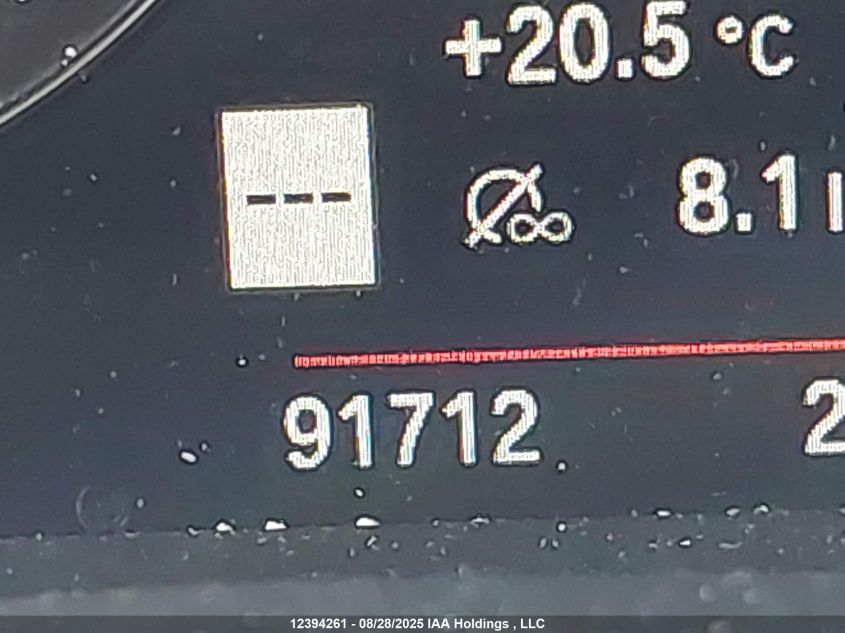 +20.5 °C
---
8.1
91712 2
12394261 - 08/28/2025 IAA Holdings , LLC